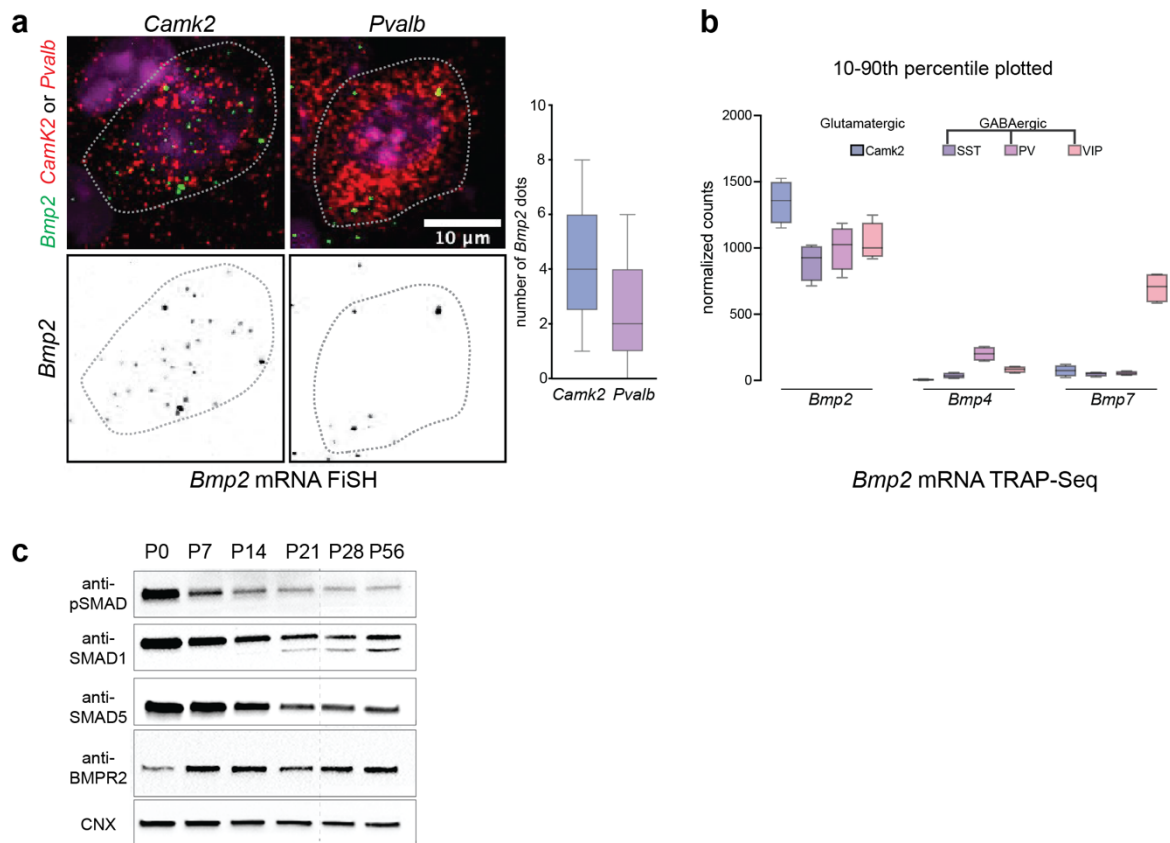 a
Camk2
Pvalb
Bmp2 CamK2 or Pvalb
10 µm
Bmp2
Bmp2 mRNA FiSH
number of Bmp2 dots
10
8
6
4
2
0
Camk2 Pvalb
b
10-90th percentile plotted
Glutamatergic
GABAergic
Camk2
SST
PV
VIP
normalized counts
2000
1500
1000
500
0
Bmp2
Bmp4
Bmp7
Bmp2 mRNA TRAP-Seq
c
P0 P7 P14 P21 P28 P56
anti-
pSMAD
anti-
SMAD1
anti-
SMAD5
anti-
BMPR2
CNX